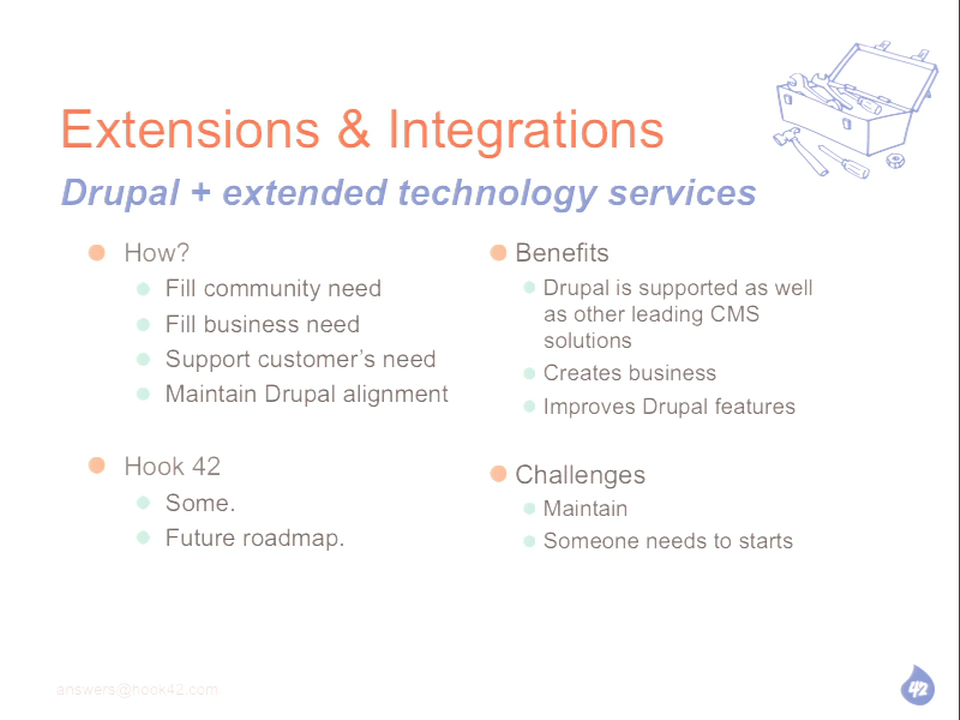 Extensions & Integrations
Drupal + extended technology services
How?
Fill community need
Fill business need
Support customer's need
Maintain Drupal alignment
Hook 42
Some.
Future roadmap.
Benefits
Drupal is supported as well
as other leading CMS
solutions
Creates business
Improves Drupal features
Challenges
Maintain
Someone needs to starts
answers@hook42.com
42